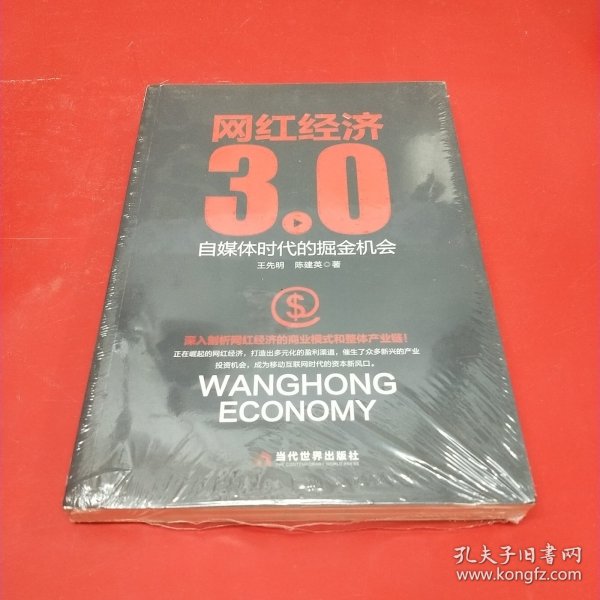 网红经济
3.0
自媒体时代的掘金机会
王先明 陈建英◎著
深入剖析网红经济的商业模式和整体产业链！
正在崛起的网红经济，打造出多元化的盈利渠道，催生了众多新兴的产业
投资机会，成为移动互联网时代的资本新风口。
WANGHONG
ECONOMY
当代世界出版社
THE CONTEMPORARY WORLD PRESS
孔夫子旧书网
www.kongfz.com